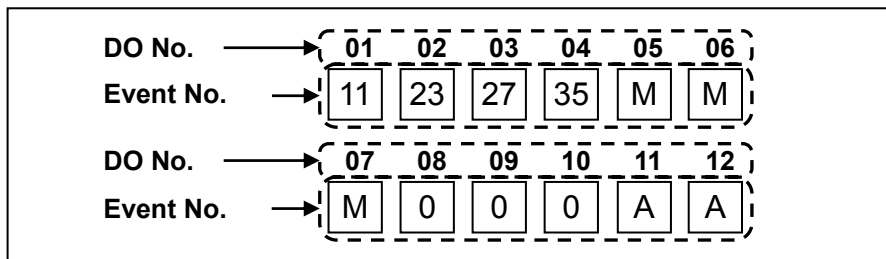 DO No. 01 02 03 04 05 06
Event No. 11 23 27 35 M M
DO No. 07 08 09 10 11 12
Event No. M 0 0 0 A A